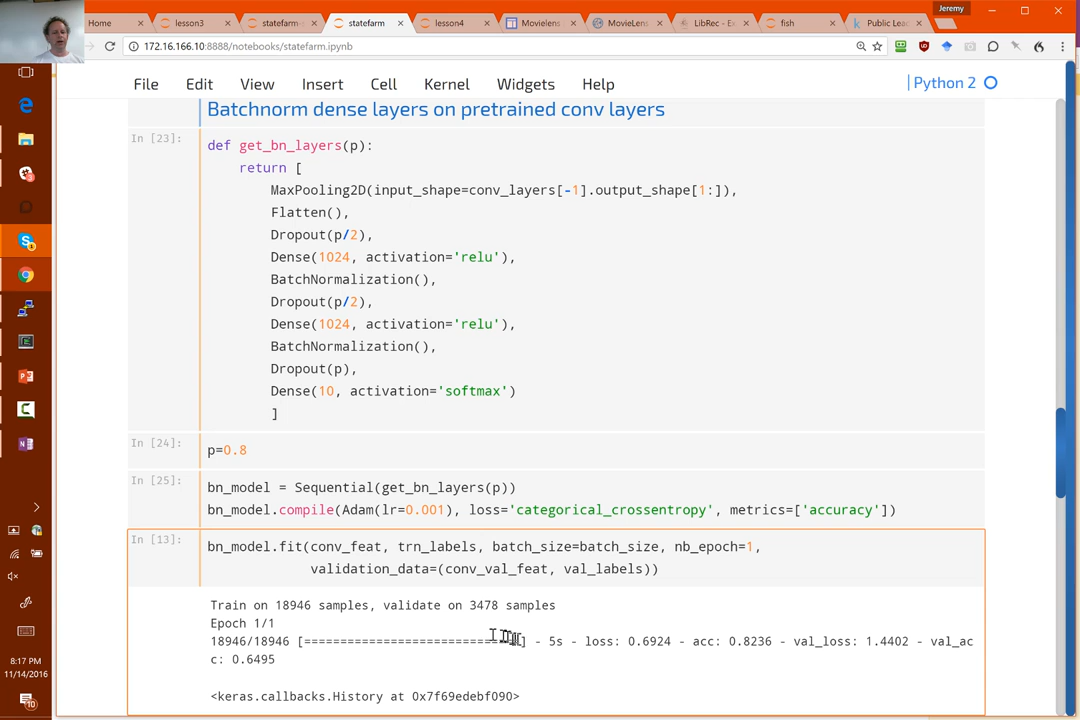 Jeremy
Home
lesson3
statefarm-s
statefarm
lesson4
Movielens
MovieLens
LibRec - Ex
fish
Public Lea
172.16.166.10:8888/notebooks/statefarm.ipynb
File Edit View Insert Cell Kernel Widgets Help
Python 2
Batchnorm dense layers on pretrained conv layers
In [23]:
def get_bn_layers(p):
return [
MaxPooling2D(input_shape=conv_layers[-1].output_shape[1:]),
Flatten(),
Dropout(p/2),
Dense(1024, activation='relu'),
BatchNormalization(),
Dropout(p/2),
Dense(1024, activation='relu'),
BatchNormalization(),
Dropout(p),
Dense(10, activation='softmax')
]
In [24]:
p=0.8
In [25]:
bn_model = Sequential(get_bn_layers(p))
bn_model.compile(Adam(lr=0.001), loss='categorical_crossentropy', metrics=['accuracy'])
In [13]:
bn_model.fit(conv_feat, trn_labels, batch_size=batch_size, nb_epoch=1,
validation_data=(conv_val_feat, val_labels))
Train on 18946 samples, validate on 3478 samples
Epoch 1/1
18946/18946 [==============================] - 5s - loss: 0.6924 - acc: 0.8236 - val_loss: 1.4402 - val_ac
c: 0.6495
<keras.callbacks.History at 0x7f69edebf090>
8:17 PM
11/14/2016
10